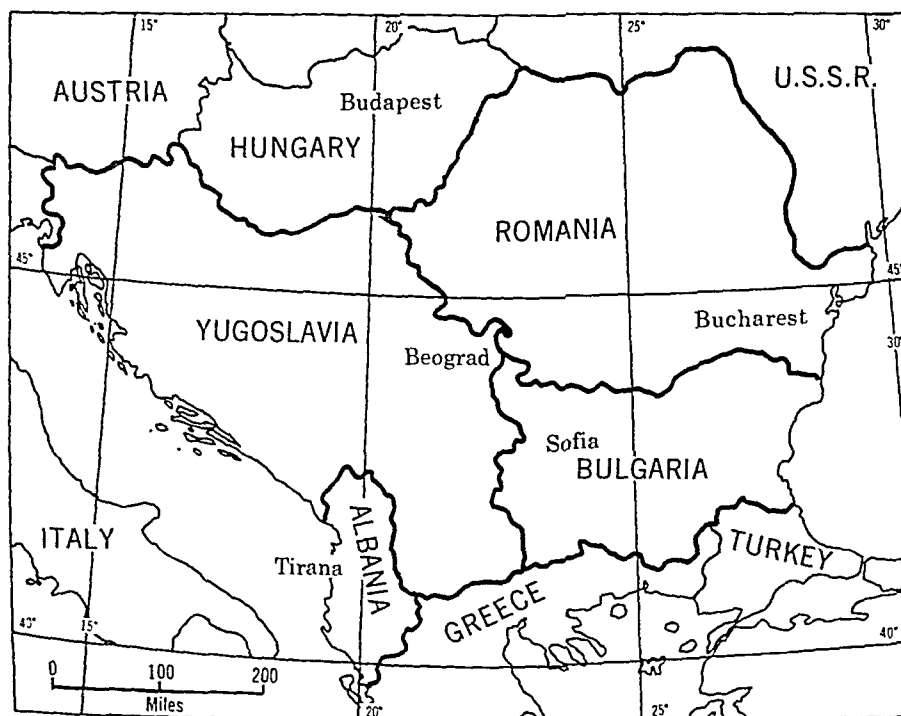 15°
20°
25°
30°
AUSTRIA
U.S.S.R.
Budapest
HUNGARY
ROMANIA
45°
45°
YUGOSLAVIA
Bucharest
Beograd
30°
Sofia
BULGARIA
ITALY
ALBANIA
TURKEY
Tirana
GREECE
40°
15°
40°
0 100 200
Miles
20°
25°